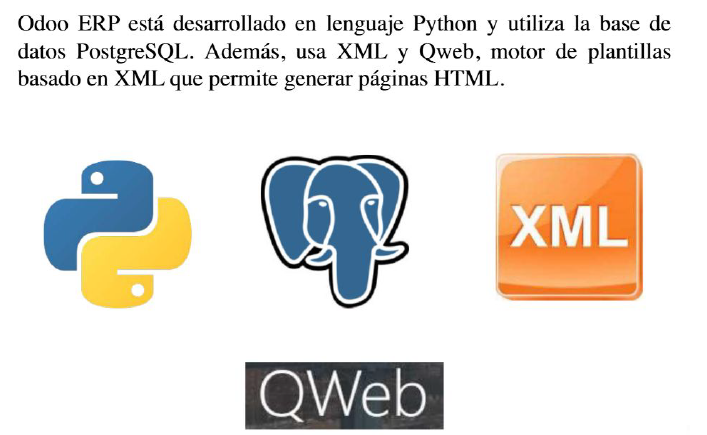 Odoo ERP está desarrollado en lenguaje Python y utiliza la base de
datos PostgreSQL. Además, usa XML y Qweb, motor de plantillas
basado en XML que permite generar páginas HTML.
XML
QWeb